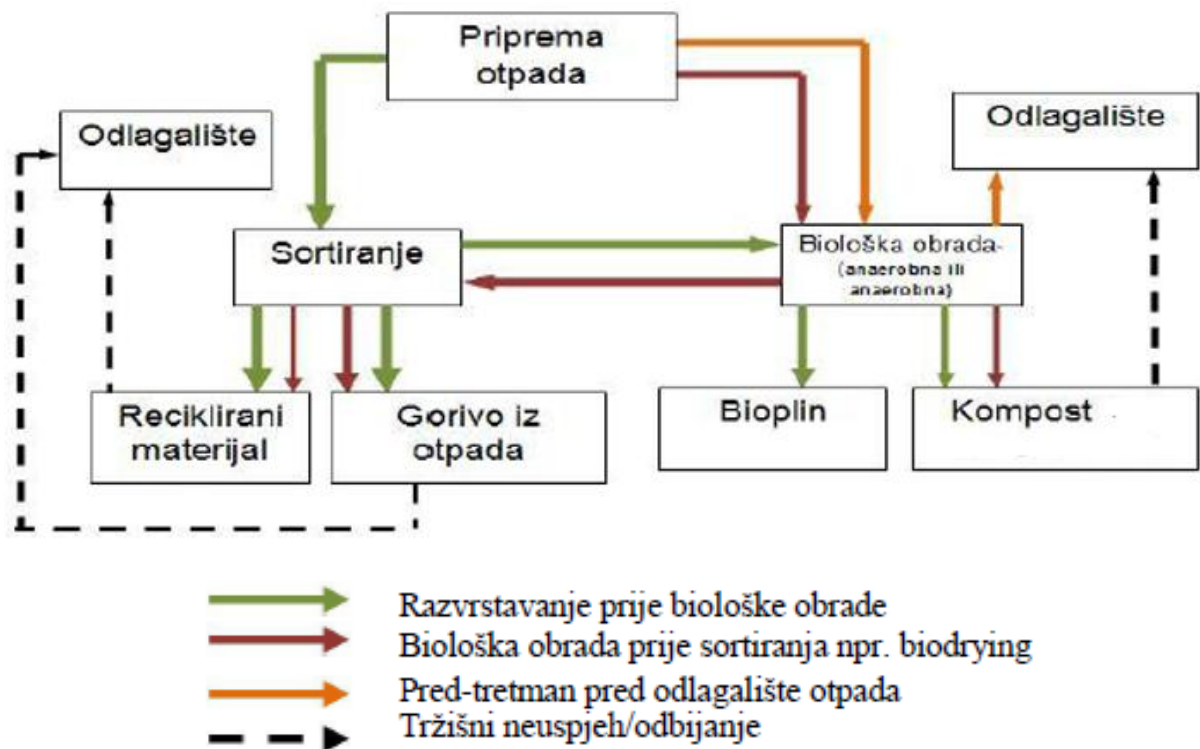 Priprema
otpada
Odlagalište
Odlagalište
Sortiranje
Biološka obrada-
(anaerobna ili
anaerobna)
Reciklirani
materijal
Gorivo iz
otpada
Bioplin
Kompost
Razvrstavanje prije biološke obrade
Biološka obrada prije sortiranja npr. biodrying
Pred-tretman pred odlagalište otpada
Tržišni neuspjeh/odbijanje